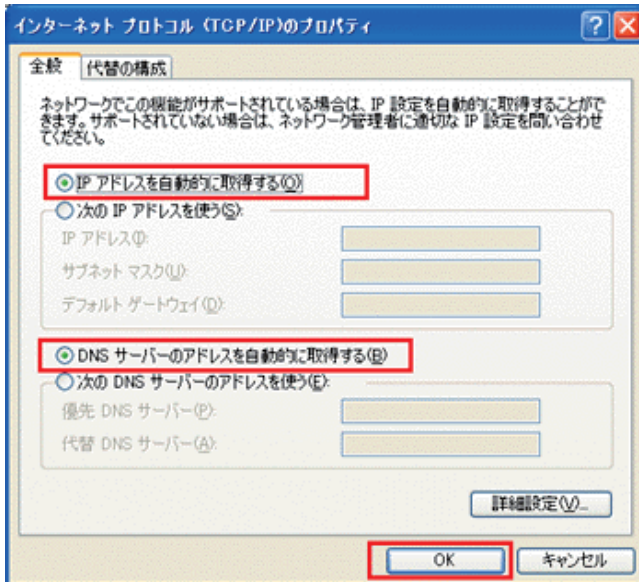 インターネット プロトコル (TCP/IP)のプロパティ
全般 代替の構成
ネットワークでこの機能がサポートされている場合は、IP 設定を自動的に取得することがで
きます。サポートされていない場合は、ネットワーク管理者に適切な IP 設定を問い合わせ
てください。
IP アドレスを自動的に取得する(O)
次の IP アドレスを使う(S):
IP アドレス(I):
サブネット マスク(U):
デフォルト ゲートウェイ(D):
DNS サーバーのアドレスを自動的に取得する(B)
次の DNS サーバーのアドレスを使う(E):
優先 DNS サーバー(P):
代替 DNS サーバー(A):
詳細設定(V)...
OK キャンセル